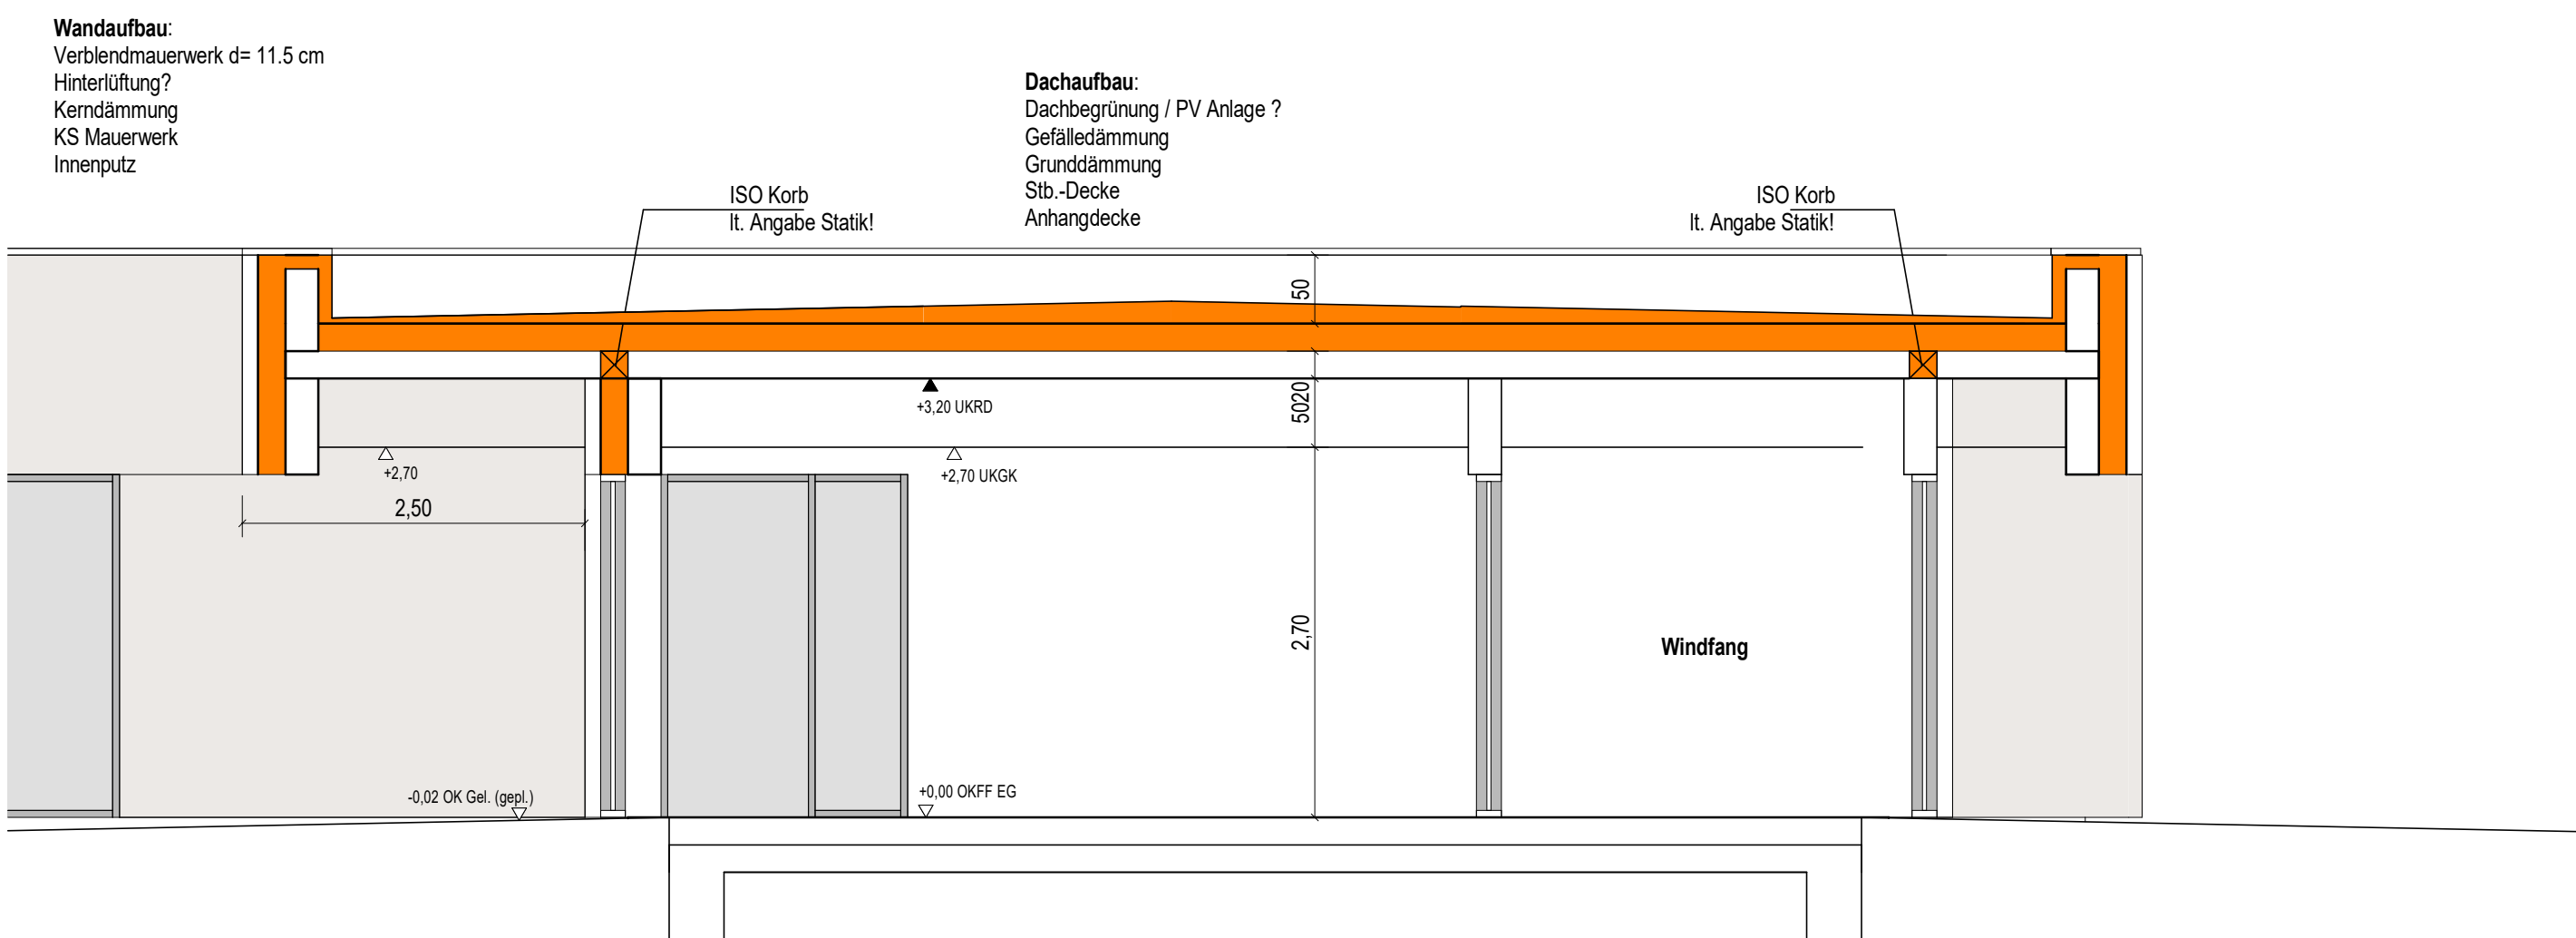 Wandaufbau:
Verblendmauerwerk d= 11.5 cm
Hinterlüftung?
Kerndämmung
KS Mauerwerk
Innenputz
Dachaufbau:
Dachbegrünung / PV Anlage ?
Gefälledämmung
Grunddämmung
Stb.-Decke
Anhangdecke
ISO Korb
lt. Angabe Statik!
ISO Korb
lt. Angabe Statik!
50
5020
+3,20 UKRD
+2,70
+2,70 UKGK
2,50
2,70
Windfang
-0,02 OK Gel. (gepl.)
+0,00 OKFF EG